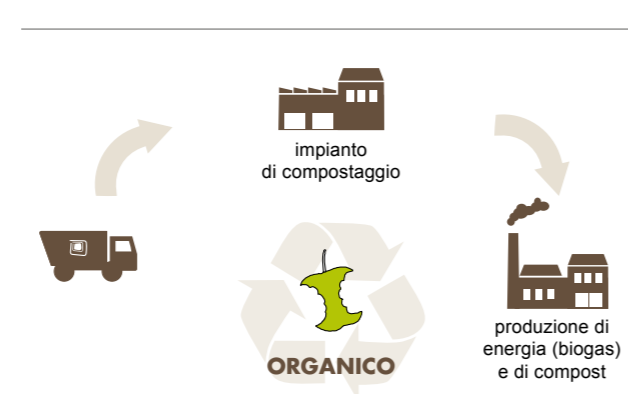 impianto
di compostaggio
ORGANICO
produzione di
energia (biogas)
e di compost